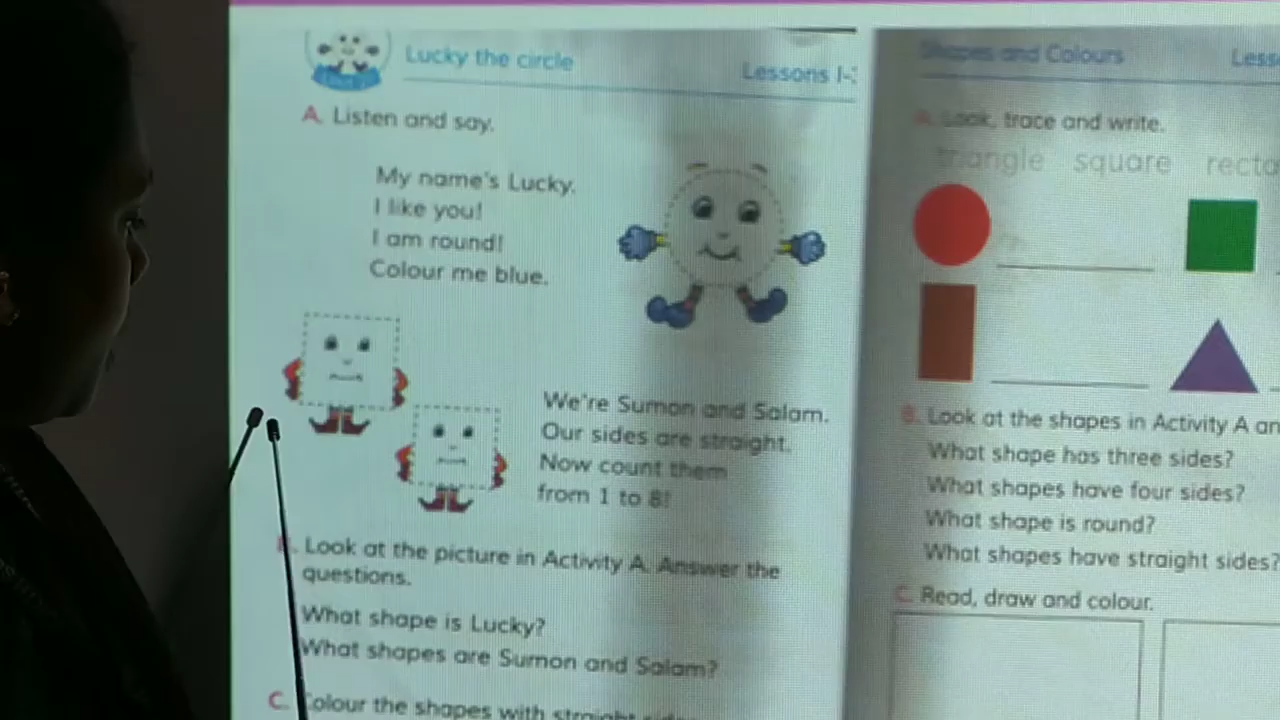 Lucky the circle
Lessons 1-
A. Listen and say.
My name's Lucky.
I like you!
I am round!
Colour me blue.
We're Sumon and Salam.
Our sides are straight.
Now count them
from 1 to 8!
B. Look at the picture in Activity A. Answer the
questions.
What shape is Lucky?
What shapes are Sumon and Salam?
C. Colour the shapes with straight
Shapes and Colours
A. Look, trace and write.
triangle square
B. Look at the shapes in Activity A
What shape has three sides?
What shapes have four sides?
What shape is round?
What shapes have straight sides?
C. Read, draw and colour.